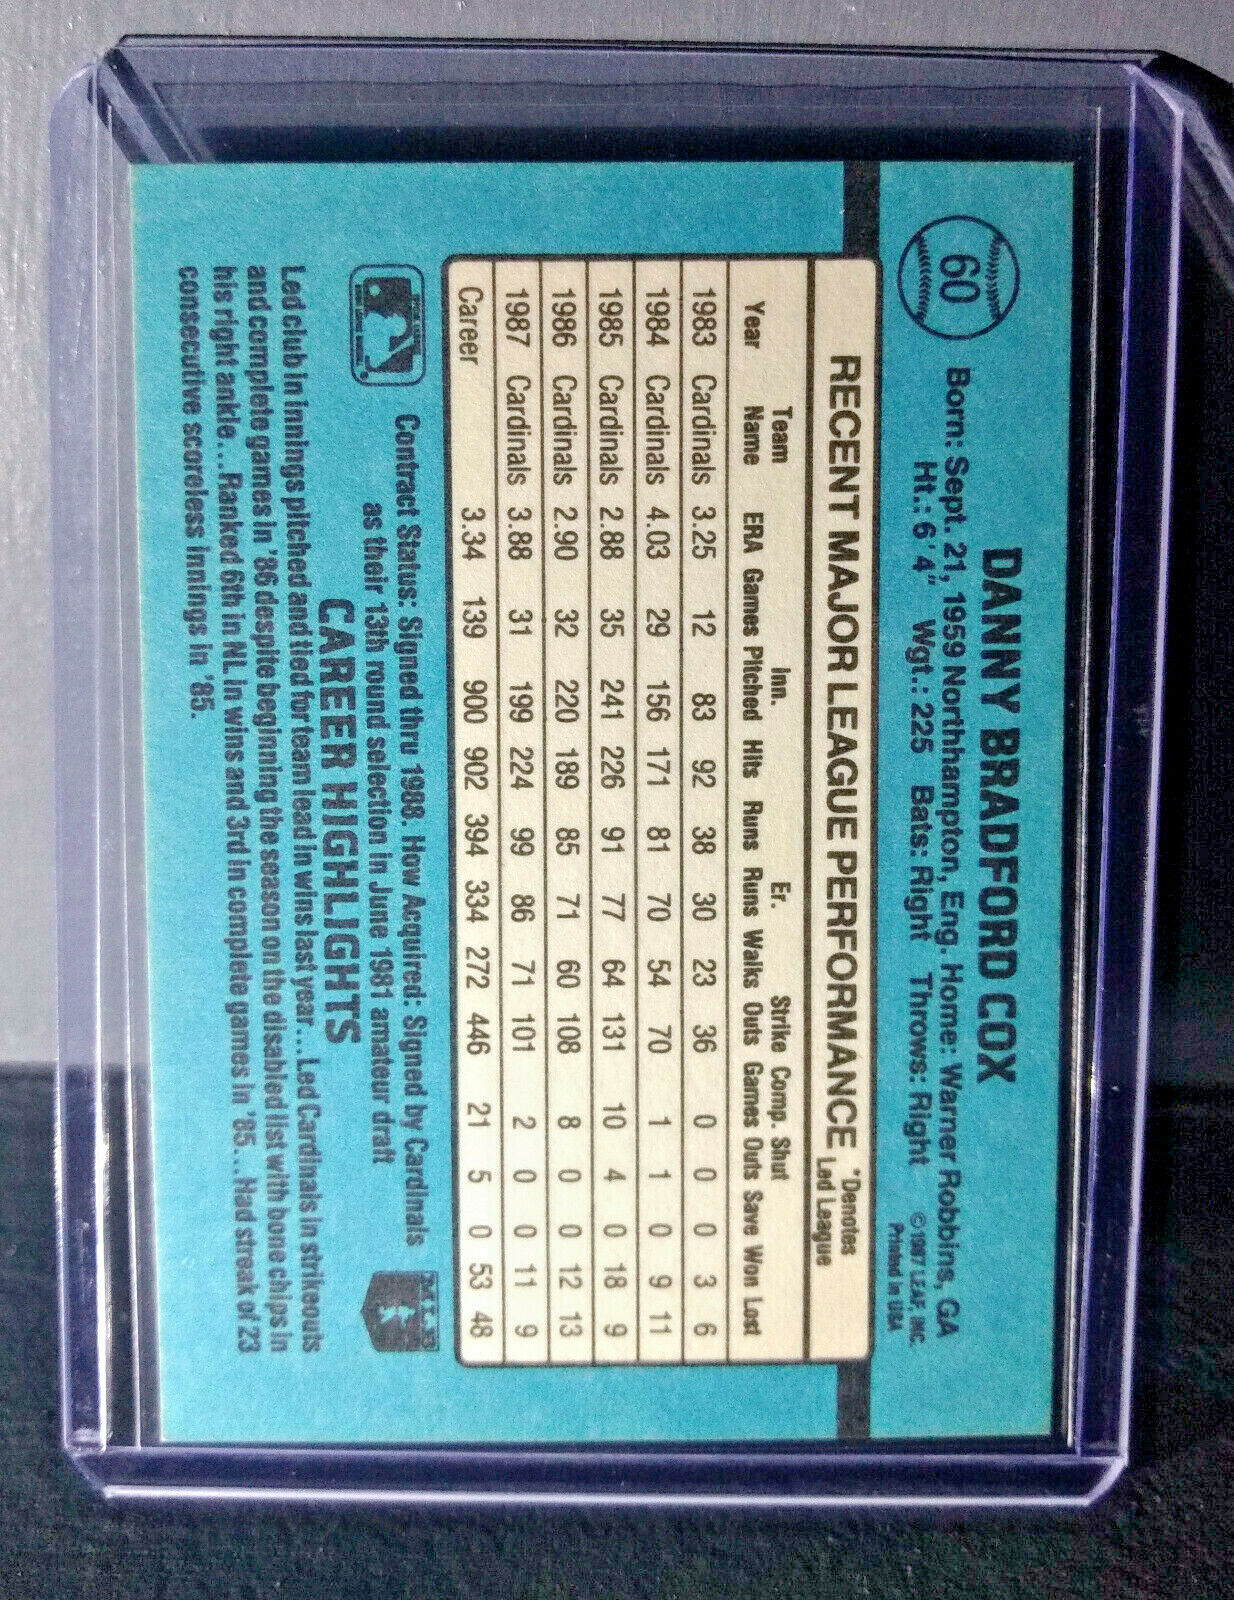 60
DANNY BRADFORD COX
Born: Sept. 21, 1959 Northhampton, Eng. Home: Warner Robbins, GA
Ht.: 6'4" Wgt.: 225 Bats: Right Throws: Right
©1987 LEAF, INC.
Printed in USA
RECENT MAJOR LEAGUE PERFORMANCE *Denotes Led League
Team Inn. Er. Strike Comp. Shut
Year Name ERA Games Pitched Hits Runs Runs Walks Outs Games Outs Save Won Lost
1983 Cardinals 3.25 12 83 92 38 30 23 36 0 0 0 3 6
1984 Cardinals 4.03 29 156 171 81 70 54 70 1 1 0 9 11
1985 Cardinals 2.88 35 241 226 91 77 64 131 10 4 0 18 9
1986 Cardinals 2.90 32 220 189 85 71 60 108 8 0 0 12 13
1987 Cardinals 3.88 31 199 224 99 86 71 101 2 0 0 11 9
Career 3.34 139 900 902 394 334 272 446 21 5 0 53 48
Contract Status: Signed thru 1988. How Acquired: Signed by Cardinals
as their 13th round selection in June 1981 amateur draft
CAREER HIGHLIGHTS
Led club in innings pitched and tied for team lead in wins last year...Led Cardinals in strikeouts
and complete games in '86 despite beginning the season on the disabled list with bone chips in
his right ankle...Ranked 6th in NL in wins and 3rd in complete games in '85...Had streak of 23
consecutive scoreless innings in '85.